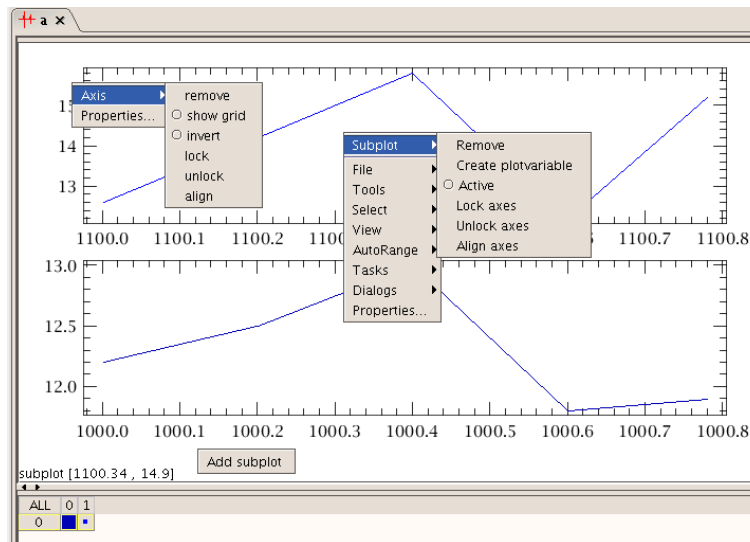 a ×
Axis
Properties...
remove
show grid
invert
lock
unlock
align
14
13
Subplot
File
Tools
Select
View
AutoRange
Tasks
Dialogs
Properties...
Remove
Create plotvariable
Active
Lock axes
Unlock axes
Align axes
1100.0 1100.1 1100.2 1100.7 1100.8
13.0
12.5
12.0
1000.0 1000.1 1000.2 1000.3 1000.4 1000.5 1000.6 1000.7 1000.8
Add subplot
subplot [1100.34 , 14.9]
ALL 0 1
0